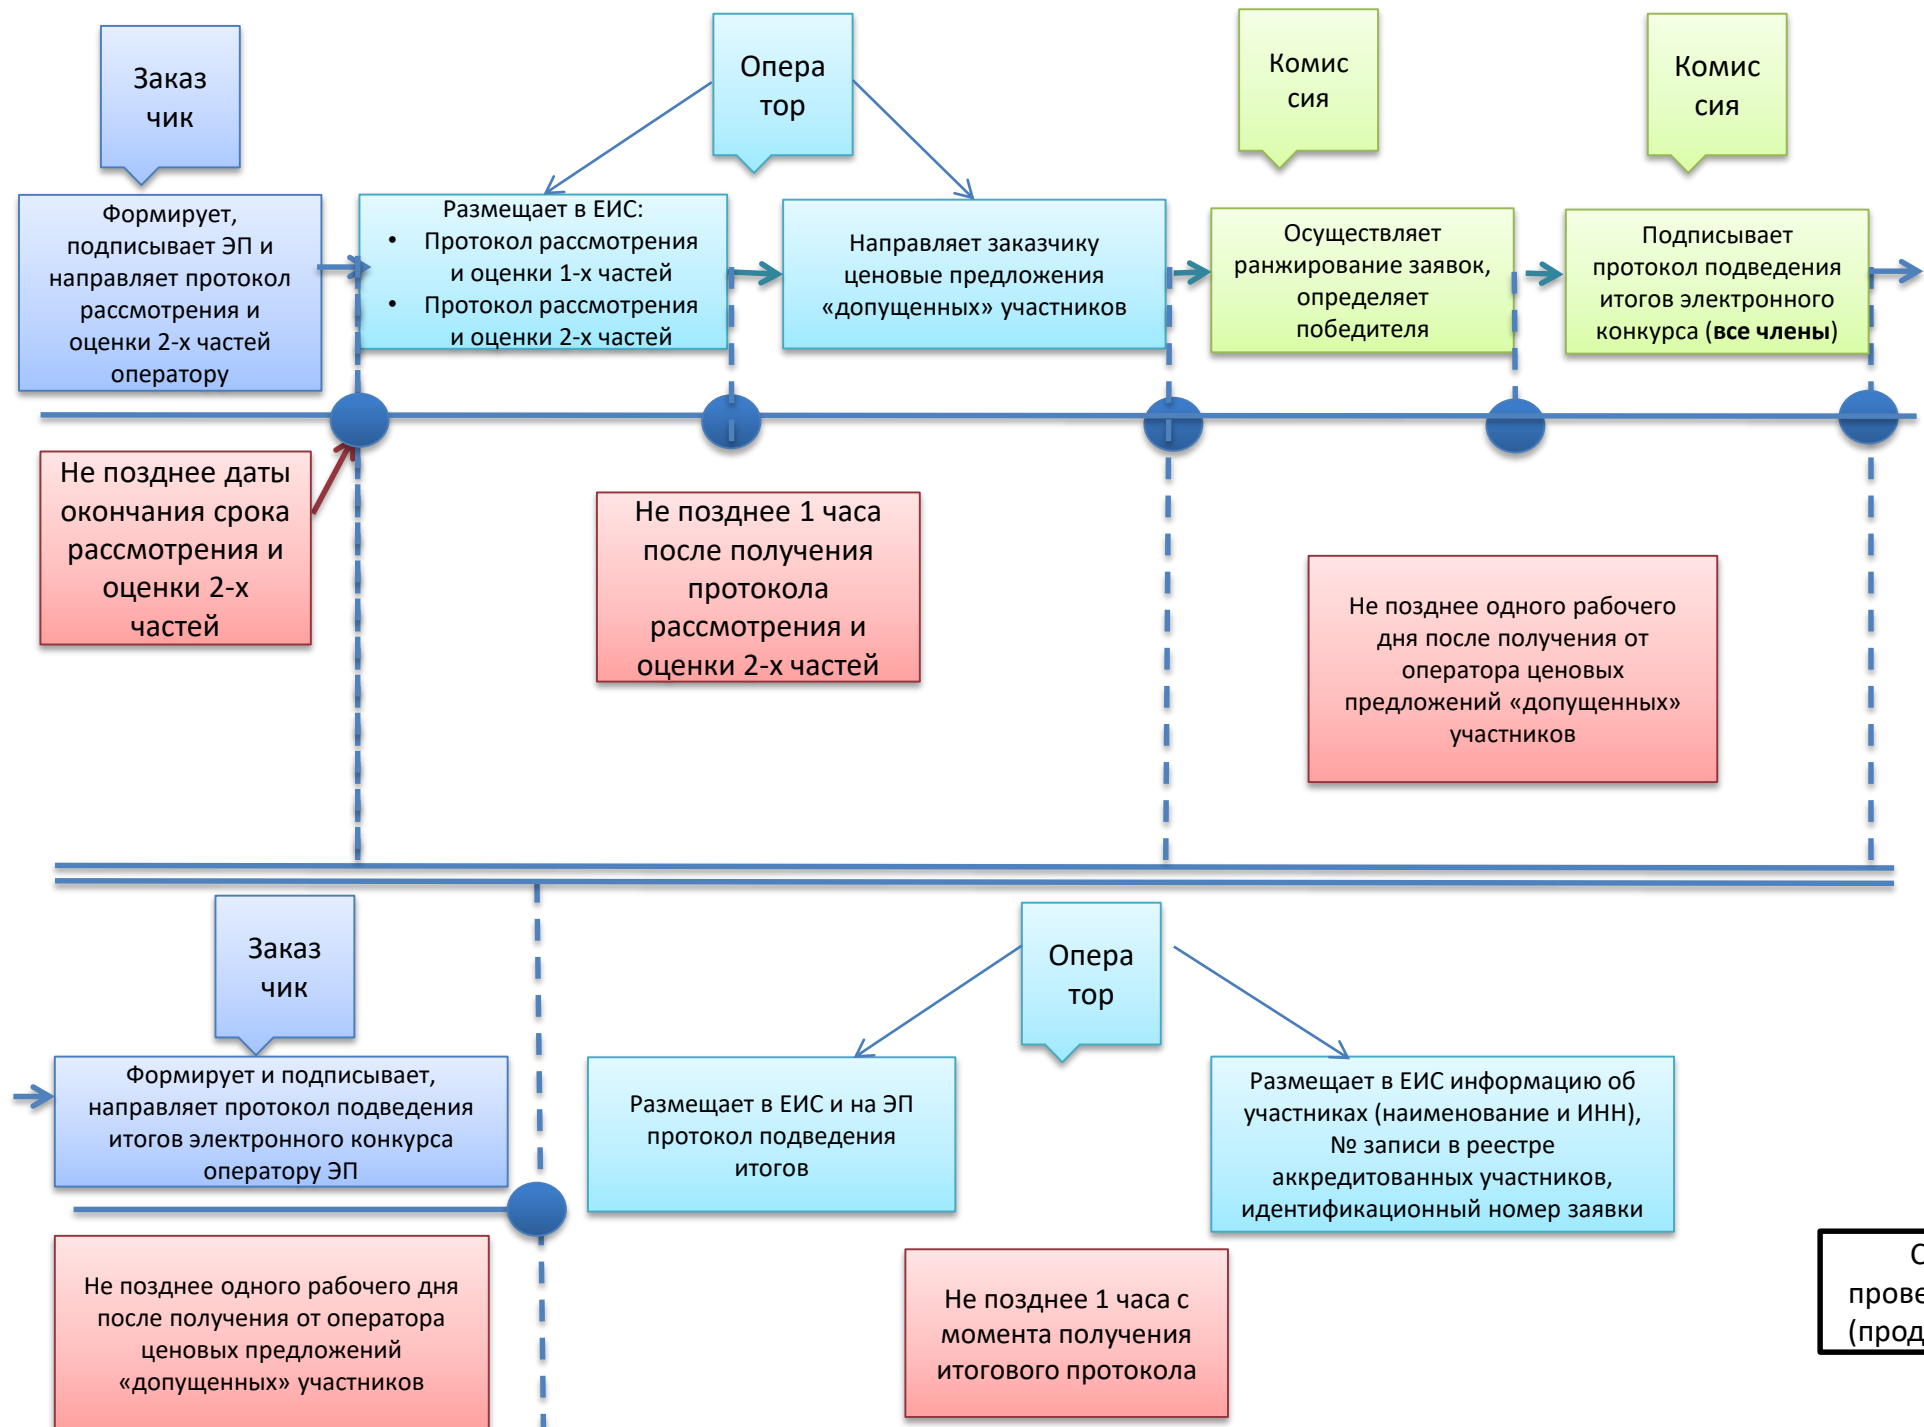 Заказ
чик
Опера
тор
Комис
сия
Комис
сия
Формирует,
подписывает ЭП и
направляет протокол
рассмотрения и
оценки 2-х частей
оператору
Размещает в ЕИС:
• Протокол рассмотрения
и оценки 1-х частей
• Протокол рассмотрения
и оценки 2-х частей
Направляет заказчику
ценовые предложения
«допущенных» участников
Осуществляет
ранжирование заявок,
определяет
победителя
Подписывает
протокол подведения
итогов электронного
конкурса (все члены)
Не позднее даты
окончания срока
рассмотрения и
оценки 2-х
частей
Не позднее 1 часа
после получения
протокола
рассмотрения и
оценки 2-х частей
Не позднее одного рабочего
дня после получения от
оператора ценовых
предложений «допущенных»
участников
Заказ
чик
Опера
тор
Формирует и подписывает,
направляет протокол подведения
итогов электронного конкурса
оператору ЭП
Размещает в ЕИС и на ЭП
протокол подведения
итогов
Размещает в ЕИС информацию об
участниках (наименование и ИНН),
№ записи в реестре
аккредитованных участников,
идентификационный номер заявки
Не позднее одного рабочего дня
после получения от оператора
ценовых предложений
«допущенных» участников
Не позднее 1 часа с
момента получения
итогового протокола